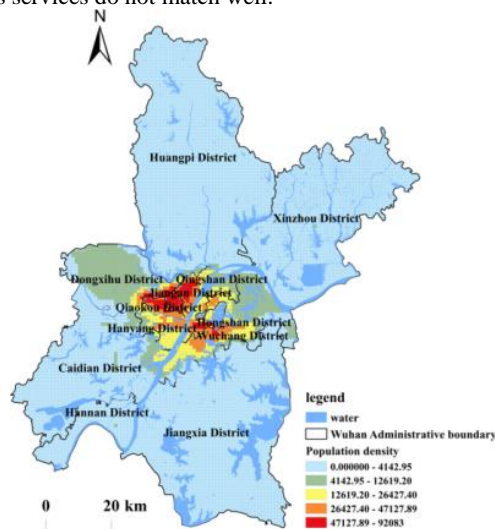 s services do not match well.
N
Huangpi District
Xinzhou District
Dongxihu District
Qingshan District
Jiangan District
Qiaokou District
Hanyang District
Hongshan District
Wuchang District
Caidian District
Hannan District
Jiangxia District
0 20 km
legend
water
Wuhan Administrative boundary
Population density
0.000000 - 4142.95
4142.95 - 12619.20
12619.20 - 26427.40
26427.40 - 47127.89
47127.89 - 92083